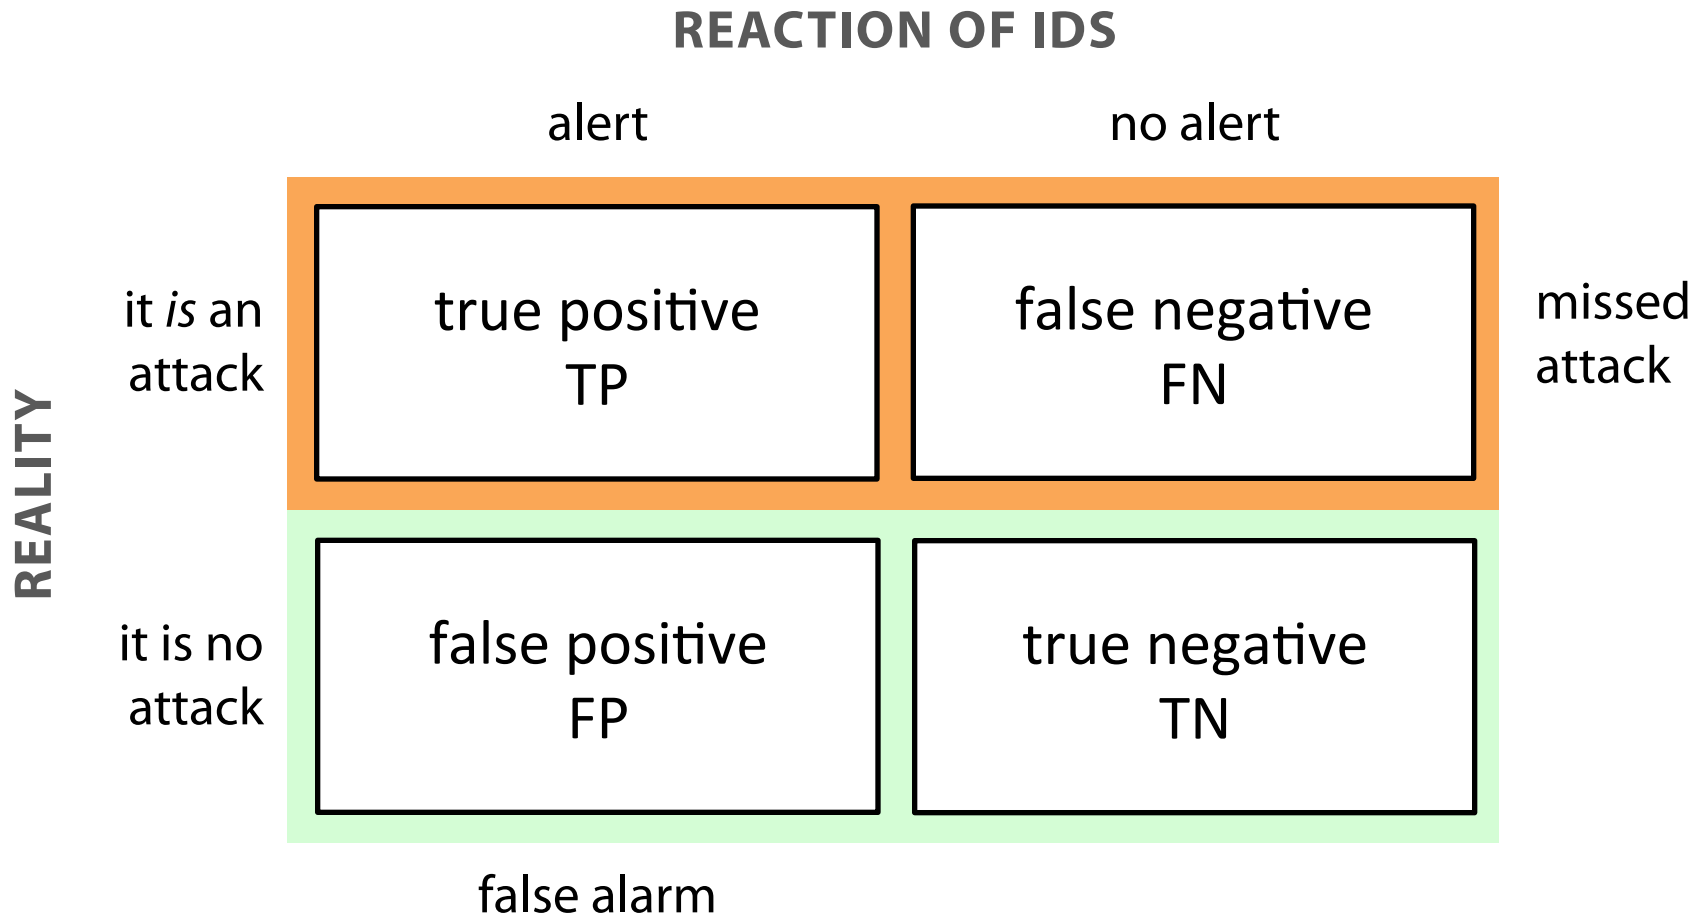 REACTION OF IDS
alert
no alert
it is an
attack
true positive
TP
false negative
FN
missed
attack
REALITY
it is no
attack
false positive
FP
true negative
TN
false alarm